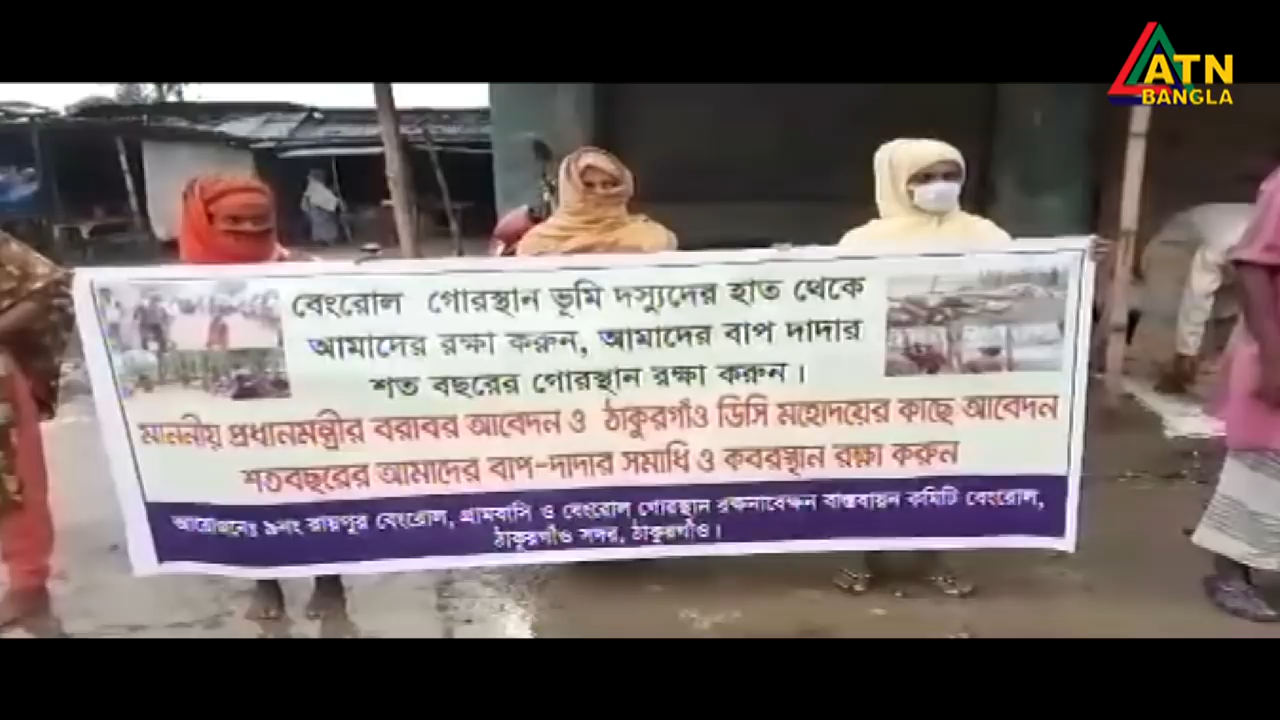 ATN
BANGLA
বেংরোল গোরস্থান ভূমি দস্যুদের হাত থেকে
আমাদের রক্ষা করুন, আমাদের বাপ দাদার
শত বছরের গোরস্থান রক্ষা করুন।
মাননীয় প্রধানমন্ত্রীর বরাবর আবেদন ও ঠাকুরগাঁও ডিসি মহোদয়ের কাছে আবেদন
শতবছরের আমাদের বাপ-দাদার সমাধি ও কবরস্থান রক্ষা করুন
আয়োজনেঃ ৯নং রায়পুর বেংরোল, গ্রামবাসি ও বেংরোল গোরস্থান রক্ষনাবেক্ষন বাস্তবায়ন কমিটি বেংরোল,
ঠাকুরগাঁও সদর, ঠাকুরগাঁও।